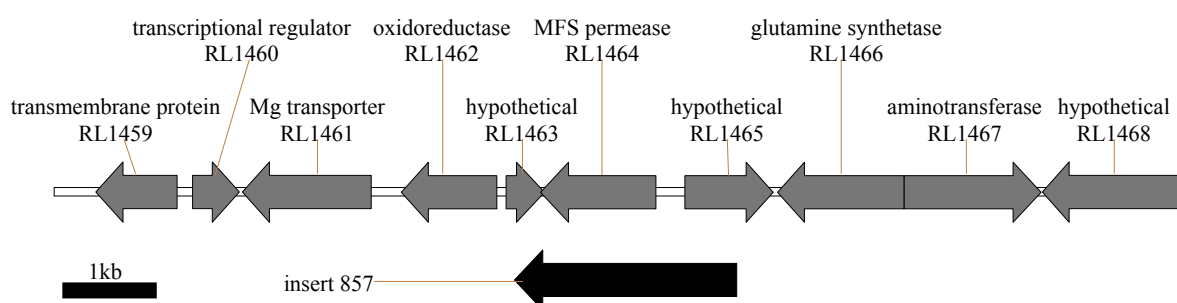 transcriptional regulator
RL1460
oxidoreductase
RL1462
MFS permease
RL1464
glutamine synthetase
RL1466
transmembrane protein
RL1459
Mg transporter
RL1461
hypothetical
RL1463
hypothetical
RL1465
aminotransferase
RL1467
hypothetical
RL1468
1kb
insert 857